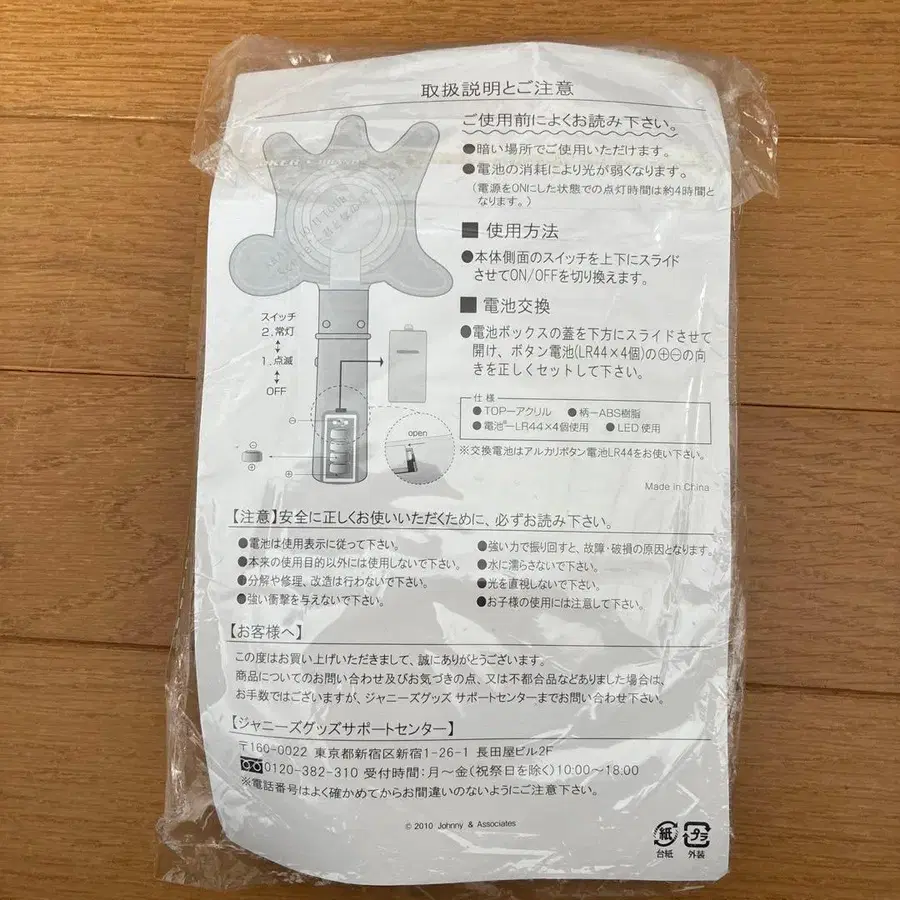 取扱説明とご注意
ご使用前によくお読み下さい。
●暗い場所でご使用いただけます。
●電池の消耗により光が弱くなります。
(電源をONにした状態での点灯時間は約4時間と
なります。)
■ 使用方法
●本体側面のスイッチを上下にスライド
させてON/OFFを切り換えます。
■ 電池交換
●電池ボックスの蓋を下方にスライドさせて
開け、ボタン電池(LR44×4個)の⊕⊖の向
きを正しくセットして下さい。
スイッチ
2.常灯
1.点滅
OFF
⊖
⊕
⊖
⊕
open
仕様
●TOPーアクリル ●柄ーABS樹脂
●電池ーLR44×4個使用 ●LED使用
※交換電池はアルカリボタン電池LR44をお使い下さい。
Made in China
【注意】安全に正しくお使いいただくために、必ずお読み下さい。
●電池は使用表示に従って下さい。
●本来の使用目的以外には使用しないで下さい。
●分解や修理、改造は行わないで下さい。
●強い衝撃を与えないで下さい。
●強い力で振り回すと、故障・破損の原因となります。
●水に濡らさないで下さい。
●光を直視しないで下さい。
●お子様の使用には注意して下さい。
【お客様へ】
この度はお買い上げいただきまして、誠にありがとうございます。
商品についてのお問い合わせ及びお気づきの点、又は不都合品などありました場合は、
お手数ではございますが、ジャニーズグッズ サポートセンターまでお問い合わせ下さい。
【ジャニーズグッズサポートセンター】
〒160-0022 東京都新宿区新宿1-26-1 長田屋ビル2F
0120-382-310 受付時間:月〜金(祝祭日を除く)10:00〜18:00
※電話番号はよく確かめてからお間違いのないようにご注意下さい。
© 2010 Johnny & Associates
紙 プラ
台紙 外装